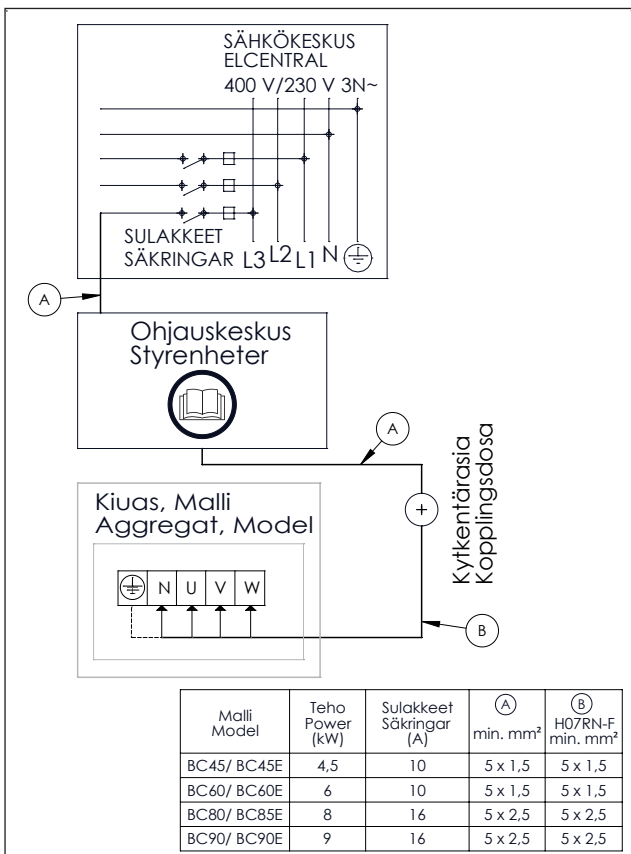 SÄHKÖKESKUS
ELCENTRAL
400 V/230 V 3N~
SULAKKEET
SÄKRINGAR L3 L2 L1 N
A
Ohjauskeskus
Styrenheter
A
Kytkentärasia
Kopplingsdosa
Kiuas, Malli
Aggregat, Model
N U V W
B
Malli Model Teho Power (kW) Sulakkeet Säkringar (A) A min. mm² B H07RN-F min. mm²
BC45/ BC45E 4,5 10 5 x 1,5 5 x 1,5
BC60/ BC60E 6 10 5 x 1,5 5 x 1,5
BC80/ BC85E 8 16 5 x 2,5 5 x 2,5
BC90/ BC90E 9 16 5 x 2,5 5 x 2,5